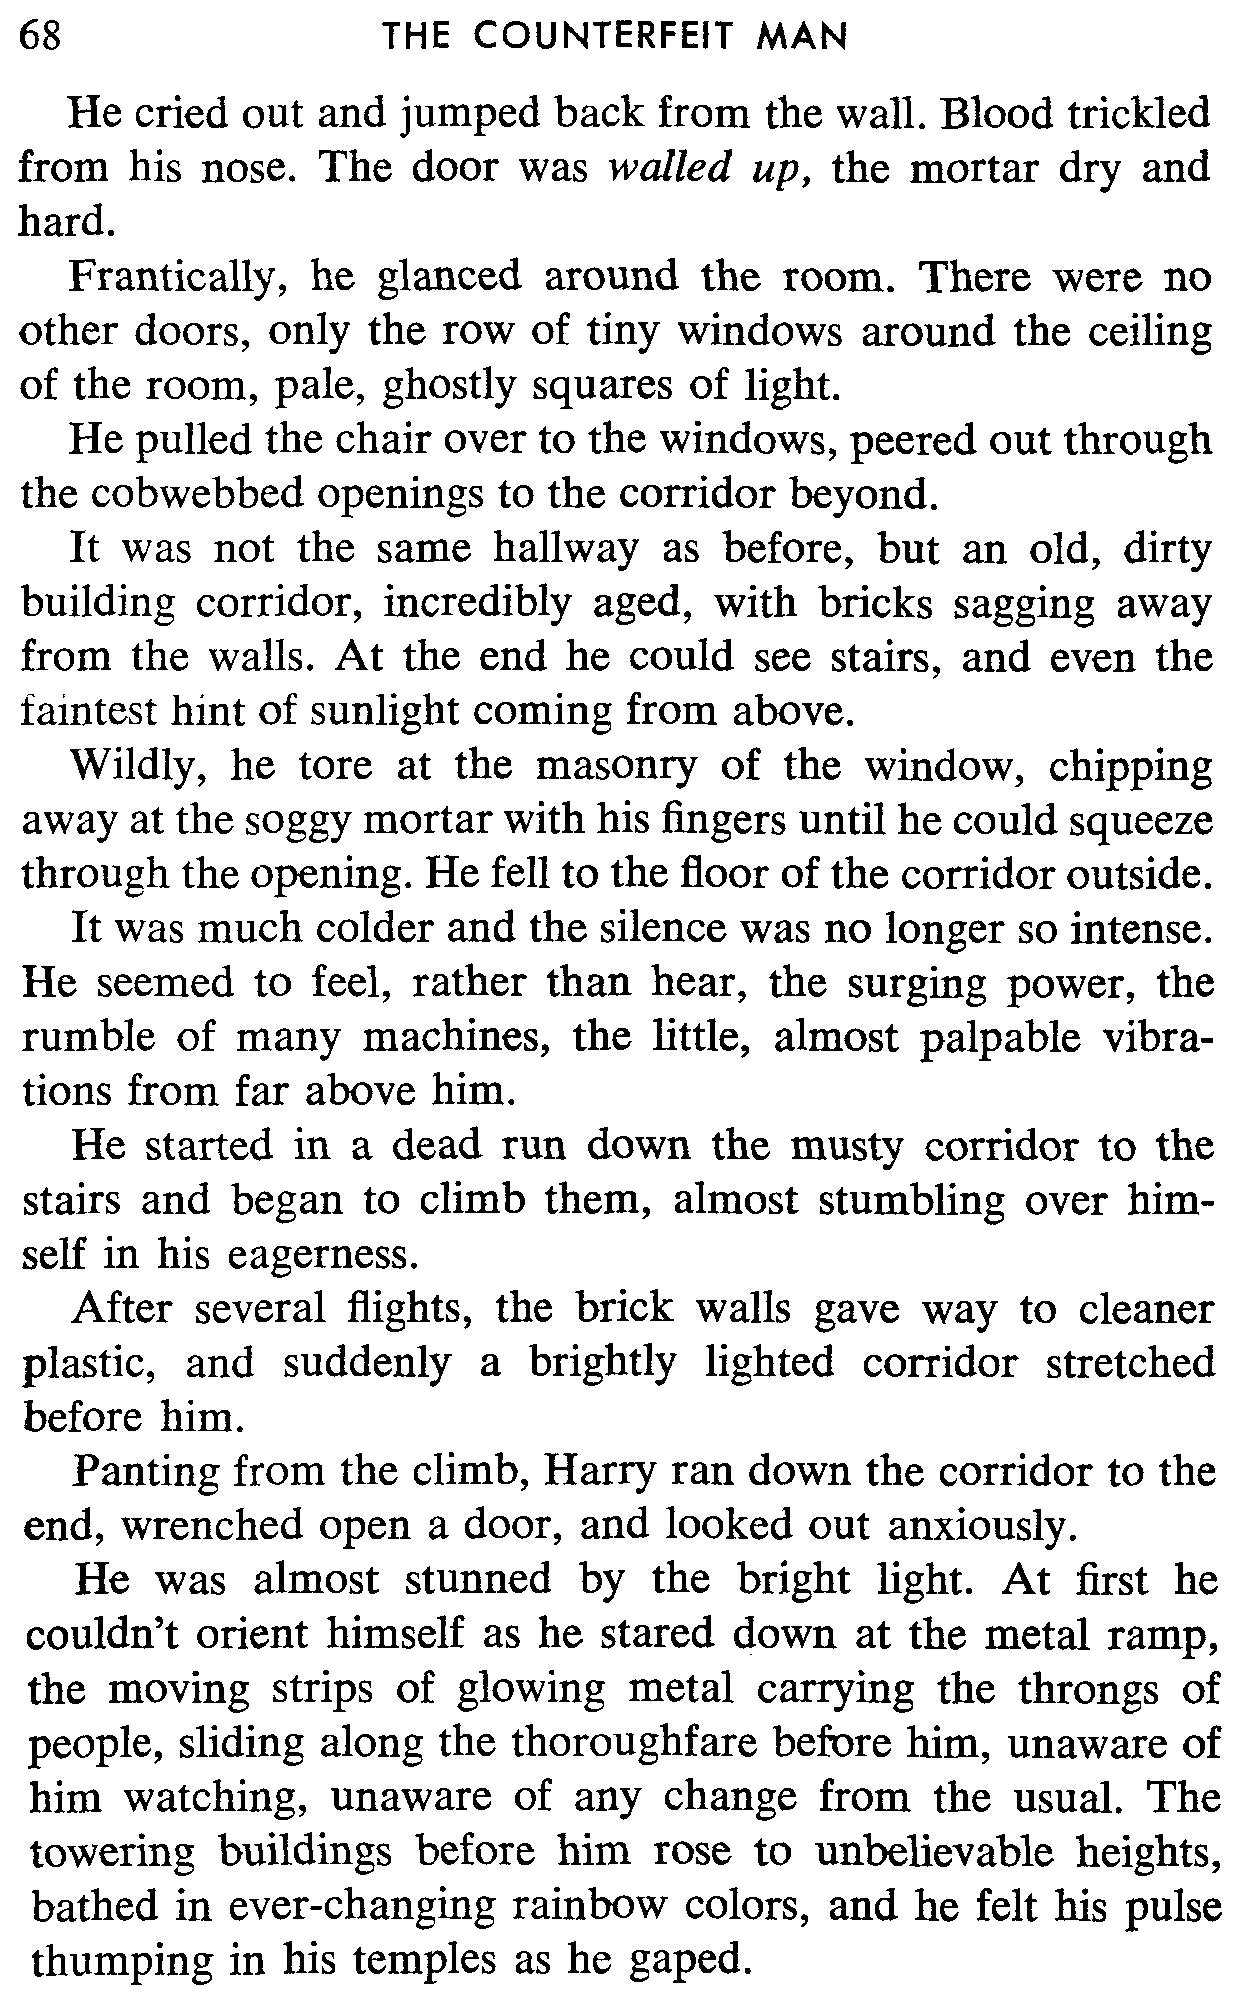 68 THE COUNTERFEIT MAN
He cried out and jumped back from the wall. Blood trickled
from his nose. The door was walled up, the mortar dry and
hard.
Frantically, he glanced around the room. There were no
other doors, only the row of tiny windows around the ceiling
of the room, pale, ghostly squares of light.
He pulled the chair over to the windows, peered out through
the cobwebbed openings to the corridor beyond.
It was not the same hallway as before, but an old, dirty
building corridor, incredibly aged, with bricks sagging away
from the walls. At the end he could see stairs, and even the
faintest hint of sunlight coming from above.
Wildly, he tore at the masonry of the window, chipping
away at the soggy mortar with his fingers until he could squeeze
through the opening. He fell to the floor of the corridor outside.
It was much colder and the silence was no longer so intense.
He seemed to feel, rather than hear, the surging power, the
rumble of many machines, the little, almost palpable vibra-
tions from far above him.
He started in a dead run down the musty corridor to the
stairs and began to climb them, almost stumbling over him-
self in his eagerness.
After several flights, the brick walls gave way to cleaner
plastic, and suddenly a brightly lighted corridor stretched
before him.
Panting from the climb, Harry ran down the corridor to the
end, wrenched open a door, and looked out anxiously.
He was almost stunned by the bright light. At first he
couldn't orient himself as he stared down at the metal ramp,
the moving strips of glowing metal carrying the throngs of
people, sliding along the thoroughfare before him, unaware of
him watching, unaware of any change from the usual. The
towering buildings before him rose to unbelievable heights,
bathed in ever-changing rainbow colors, and he felt his pulse
thumping in his temples as he gaped.